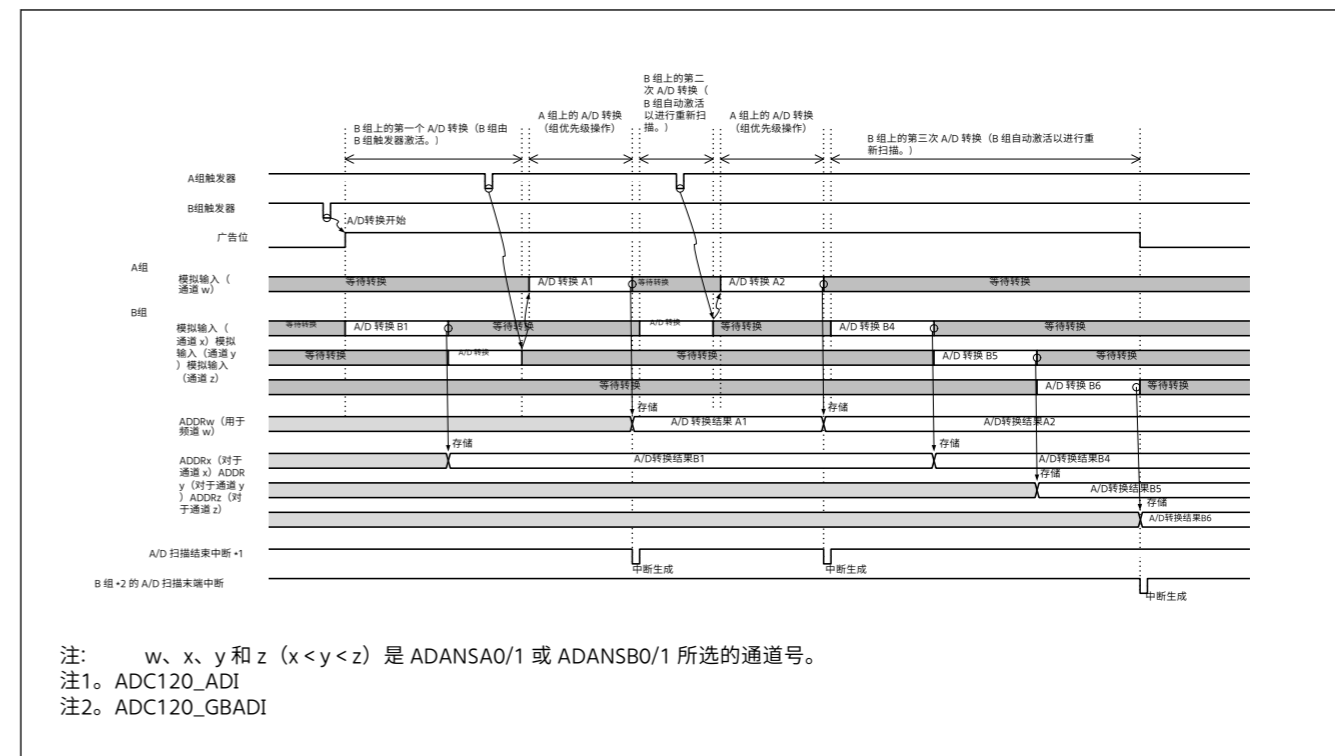 B 组上的第二
次 A/D 转换（
B 组自动激活
以进行重新扫
描。）
A 组上的 A/D 转换
（组优先级操作）
A 组上的 A/D 转换
（组优先级操作）
B 组上的第一个 A/D 转换（B 组由
B 组触发器激活。）
B 组上的第三次 A/D 转换（B 组自动激活以进行重
新扫描。）
A组触发器
B组触发器
A/D转换开始
广告位
A组
模拟输入（
通道 w）
等待转换
A/D 转换 A1
等待转换
A/D 转换 A2
等待转换
B组
模拟输入（
通道 x）模拟
输入（通道 y
）模拟输入
（通道 z）
等待转换
A/D 转换 B1
等待转换
A/D 转换
等待转换
A/D 转换 B4
等待转换
等待转换
A/D 转换
等待转换
A/D 转换 B5
等待转换
等待转换
A/D 转换 B6
等待转换
ADDRw（用于
频道 w）
存储
A/D 转换结果 A1
存储
A/D转换结果A2
ADDRx（对于
通道 x）ADDR
y（对于通道 y
）ADDRz（对
于通道 z）
存储
A/D转换结果B1
A/D转换结果B4
存储
A/D转换结果B5
存储
A/D转换结果B6
A/D 扫描结束中断 *1
中断生成
中断生成
B 组 *2 的 A/D 扫描末端中断
中断生成
注: w、x、y 和 z（x < y < z）是 ADANSA0/1 或 ADANSB0/1 所选的通道号。
注1。ADC120_ADI
注2。ADC120_GBADI